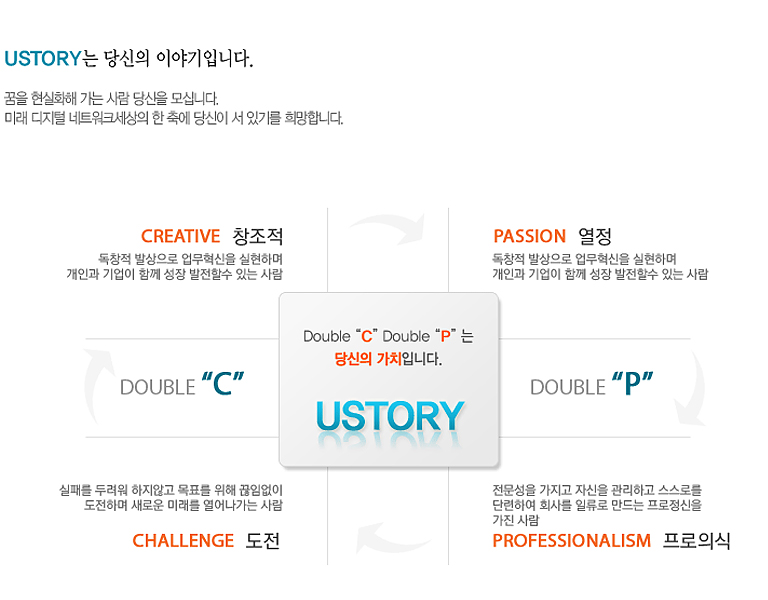 USTORY는 당신의 이야기입니다.
꿈을 현실화해 가는 사람 당신을 모십니다.
미래 디지털 네트워크세상의 한 축에 당신이 서 있기를 희망합니다.
CREATIVE 창조적
독창적 발상으로 업무혁신을 실현하며
개인과 기업이 함께 성장 발전할수 있는 사람
PASSION 열정
독창적 발상으로 업무혁신을 실현하며
개인과 기업이 함께 성장 발전할수 있는 사람
Double “C” Double “P” 는
당신의 가치입니다.
USTORY
DOUBLE “C”
DOUBLE “P”
실패를 두려워 하지않고 목표를 위해 끊임없이
도전하며 새로운 미래를 열어나가는 사람
CHALLENGE 도전
전문성을 가지고 자신을 관리하고 스스로를
단련하여 회사를 일류로 만드는 프로정신을
가진 사람
PROFESSIONALISM 프로의식